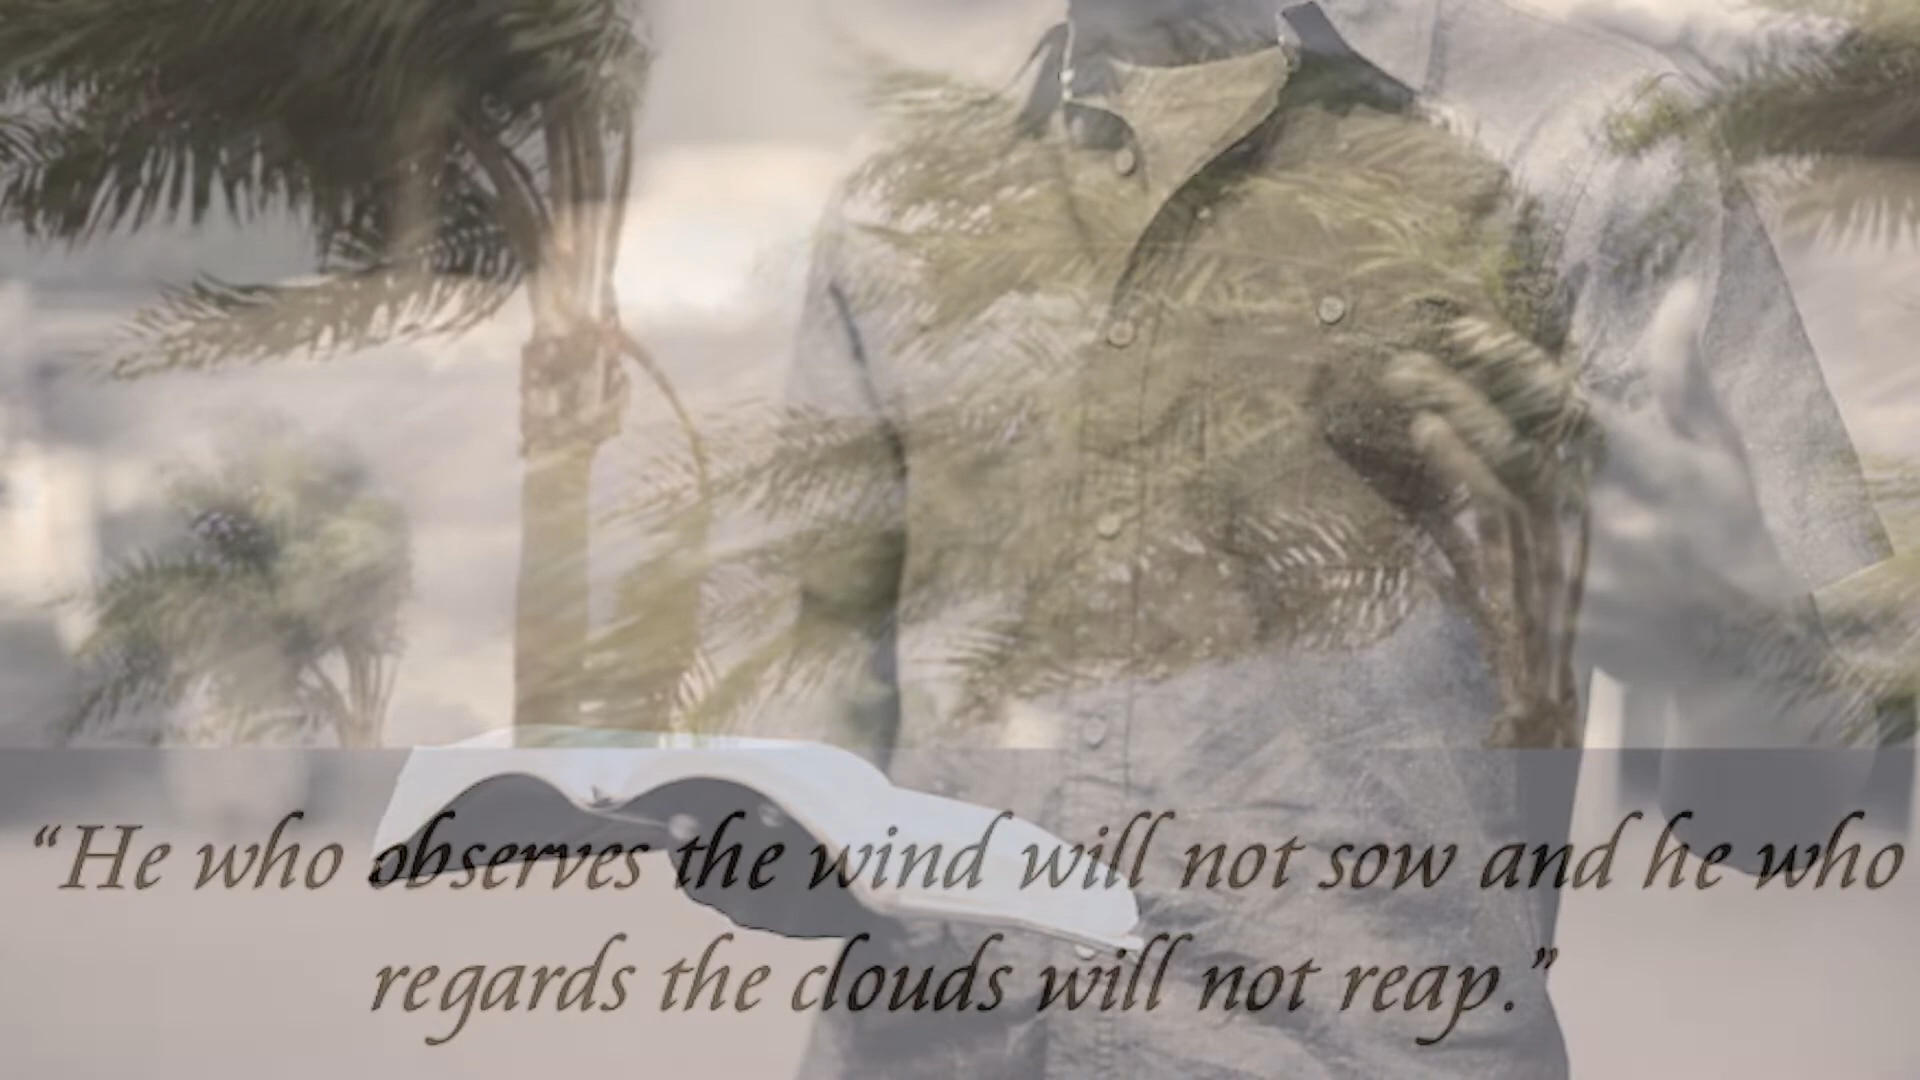 “He who observes the wind will not sow and he who
regards the clouds will not reap.”